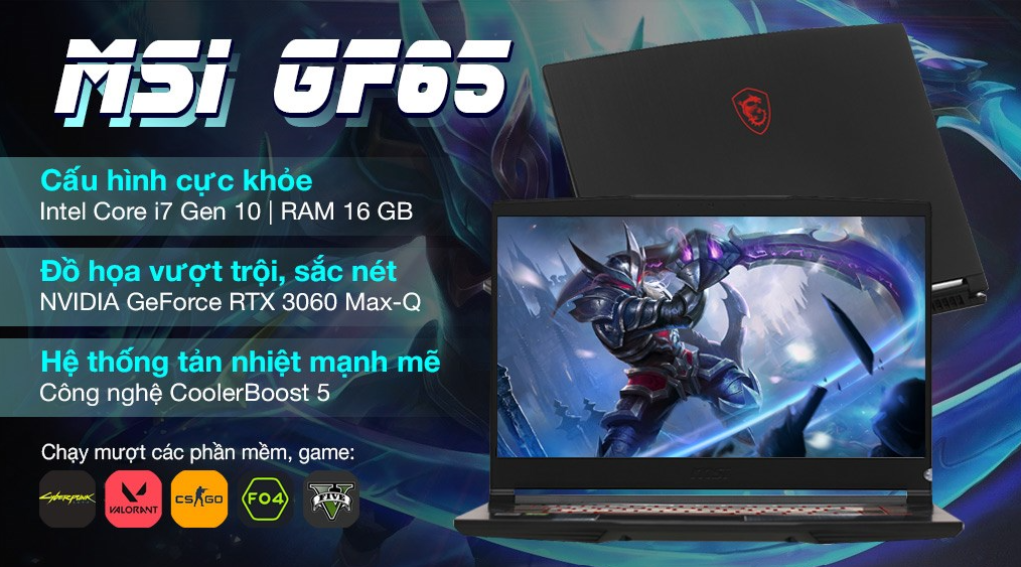 MSI GF65
Cấu hình cực khỏe
Intel Core i7 Gen 10 | RAM 16 GB
Đồ họa vượt trội, sắc nét
NVIDIA GeForce RTX 3060 Max-Q
Hệ thống tản nhiệt mạnh mẽ
Công nghệ CoolerBoost 5
Chạy mượt các phần mềm, game:
Cyberpunk
VALORANT
CS GO
FO4
V
FIVE
msi